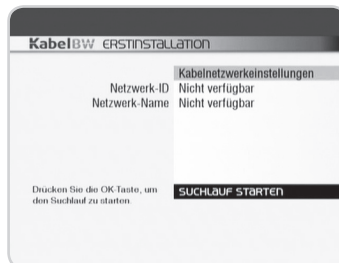 KabelBW ERSTINSTALLATION
Kabelnetzwerkeinstellungen
Netzwerk-ID Nicht verfügbar
Netzwerk-Name Nicht verfügbar
Drücken Sie die OK-Taste, um
den Suchlauf zu starten.
SUCHLAUF STARTEN